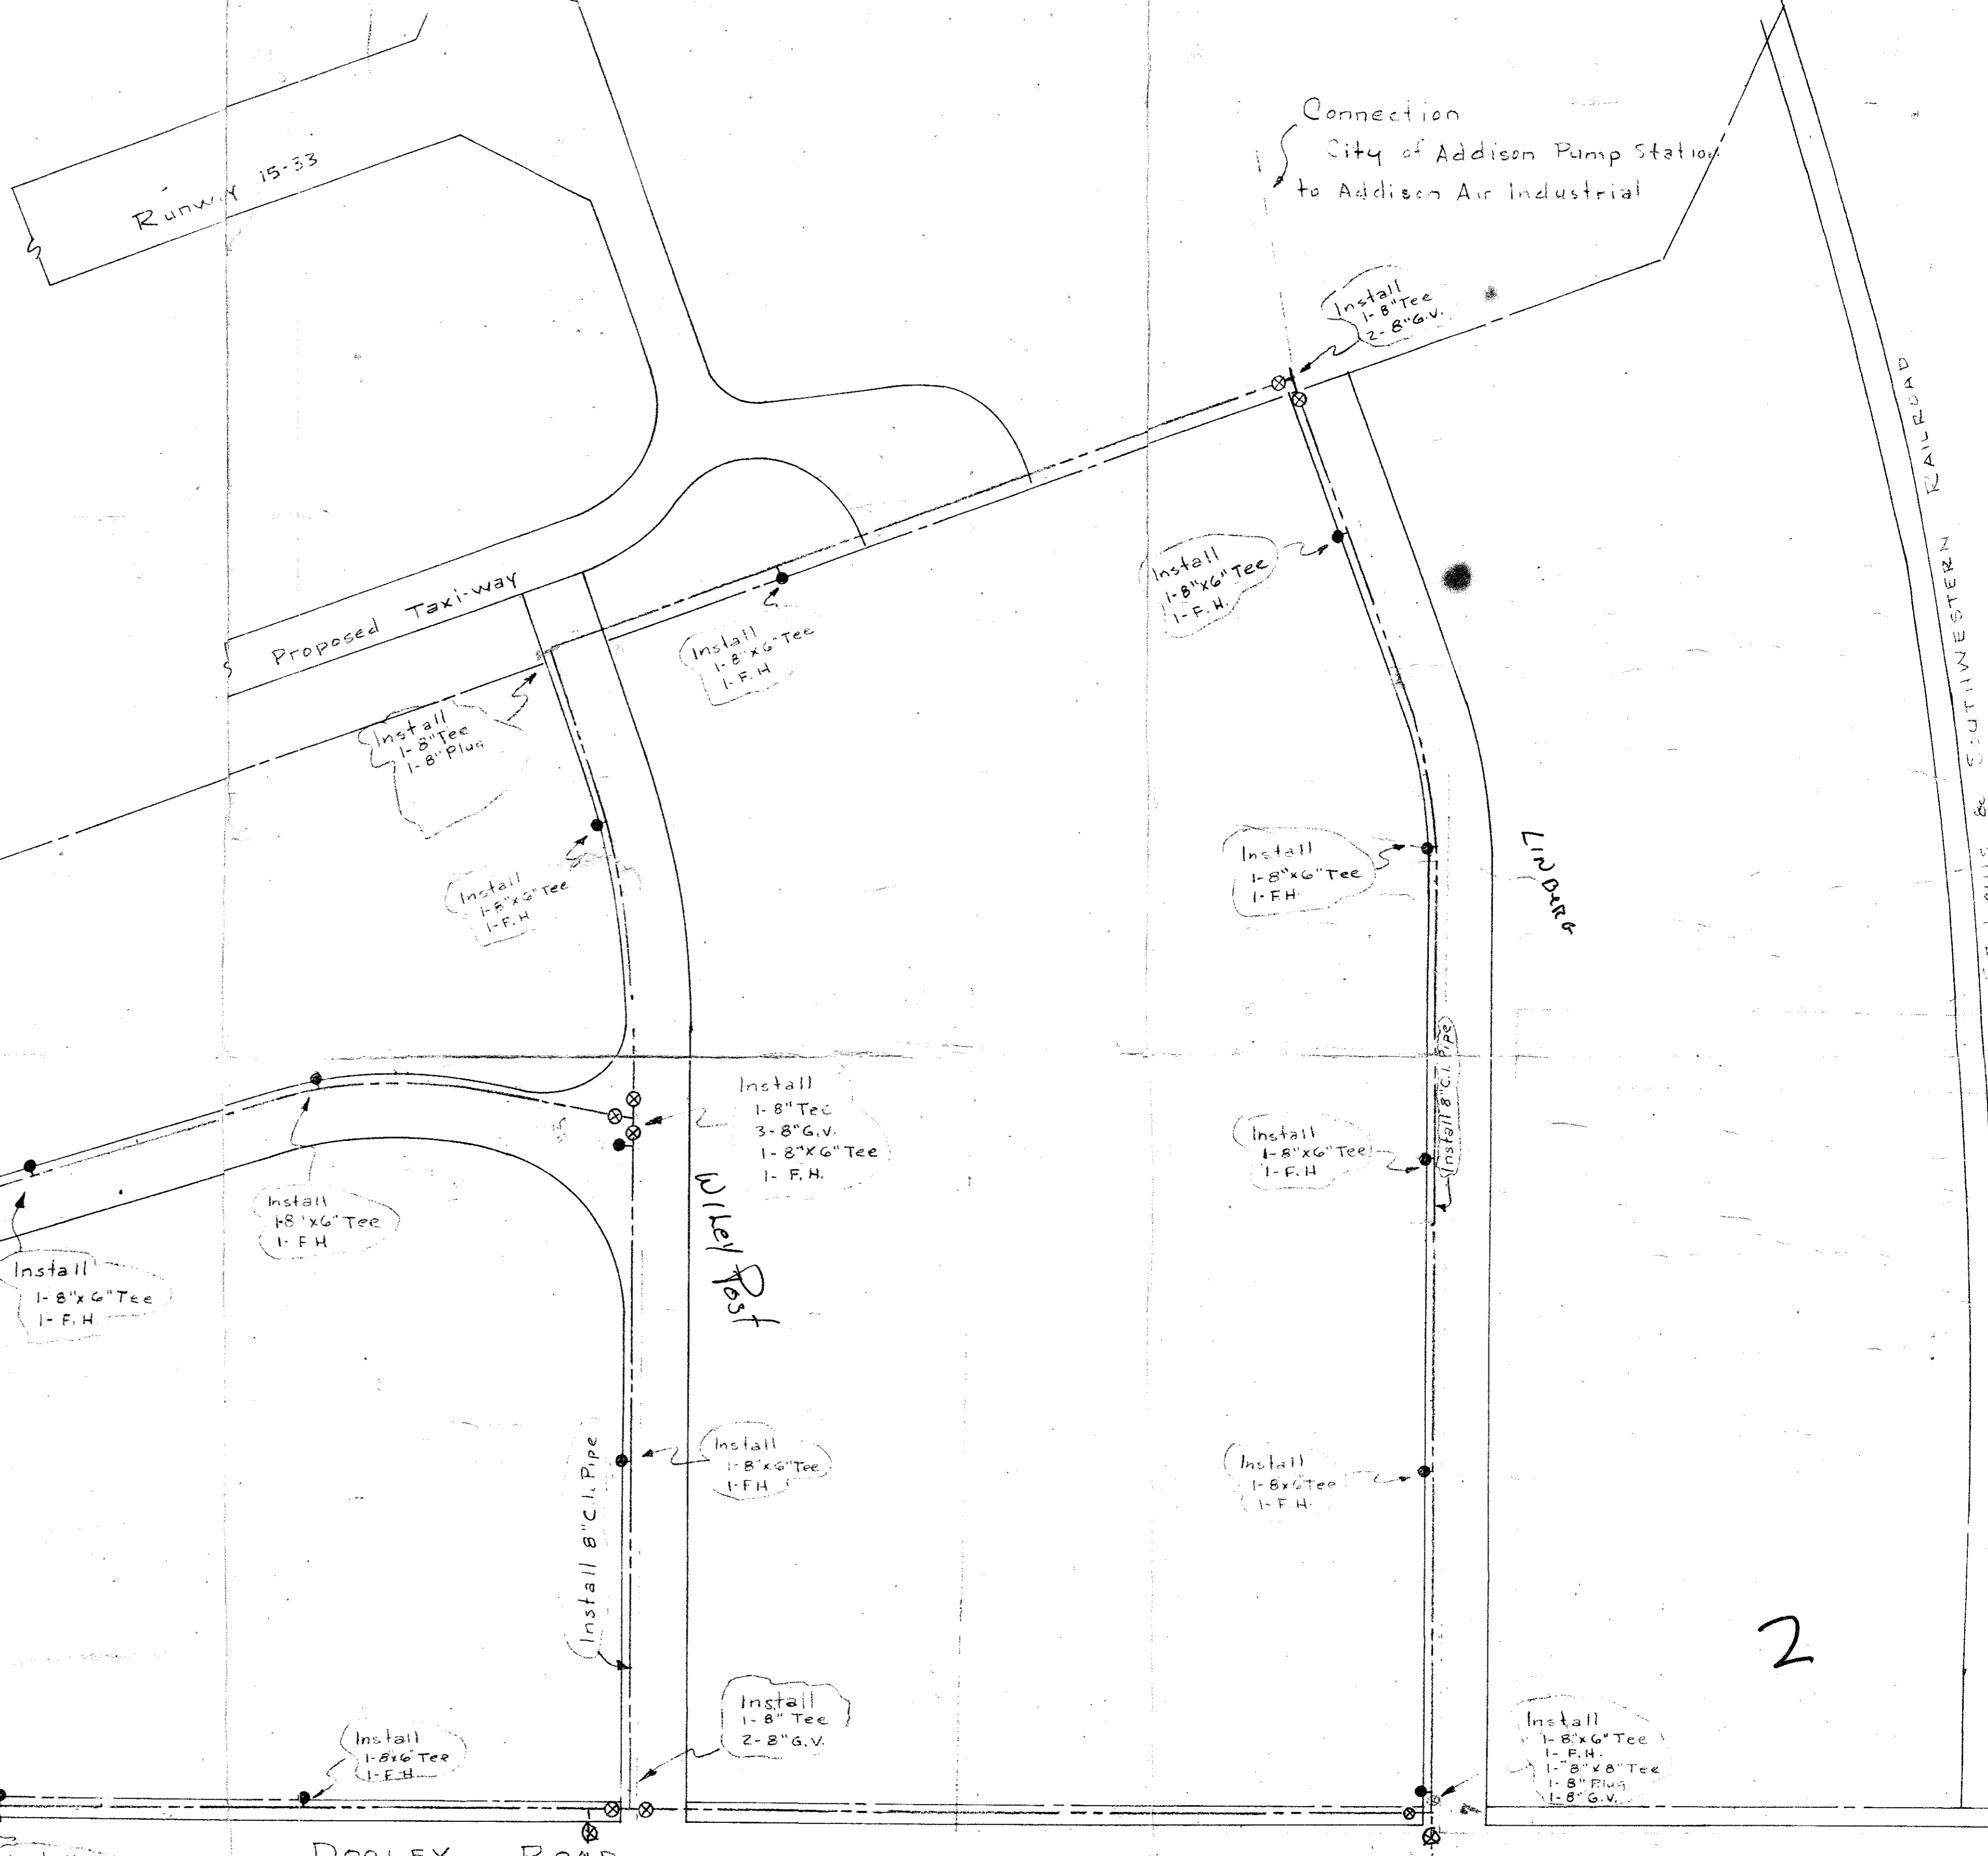 Connection
City of Addison Pump Station
to Addison Air Industrial
Runway 15-33
Install
1-8"Tee
2-8"G.V.
Proposed Taxi-way
Install
1-8"x6"Tee
1-F.H.
Install
1-8"x6"Tee
1-F.H
Install
1-8"Tee
1-8"Plug
Install
1-8"x6"Tee
1-F.H
Install
1-8"x6"Tee
1-F.H.
LINBERG
SOUTHWESTERN RAILROAD
&
Install 8"C.I. Pipe
Install
1-8"Tee
3-8"G.V.
1-8"x6"Tee
1-F.H.
Install
1-8"x6"Tee
1-F.H
Wiley Post
Install
1-8"x6"Tee
1-F H
Install
1-8"x6"Tee
1-F.H.
Install
1-8"x6"Tee
1-FH
Install
1-8x6"Tee
1-F.H.
Install 8"C.I. Pipe
2
Install
1-8" Tee
2-8"G.V.
Install
1-8x6"Tee
1-F.H
Install
1-8"x6"Tee
1-F.H.
1-8"x8"Tee
1-8"Plug
1-8"G.V.
DOOLEY ROAD